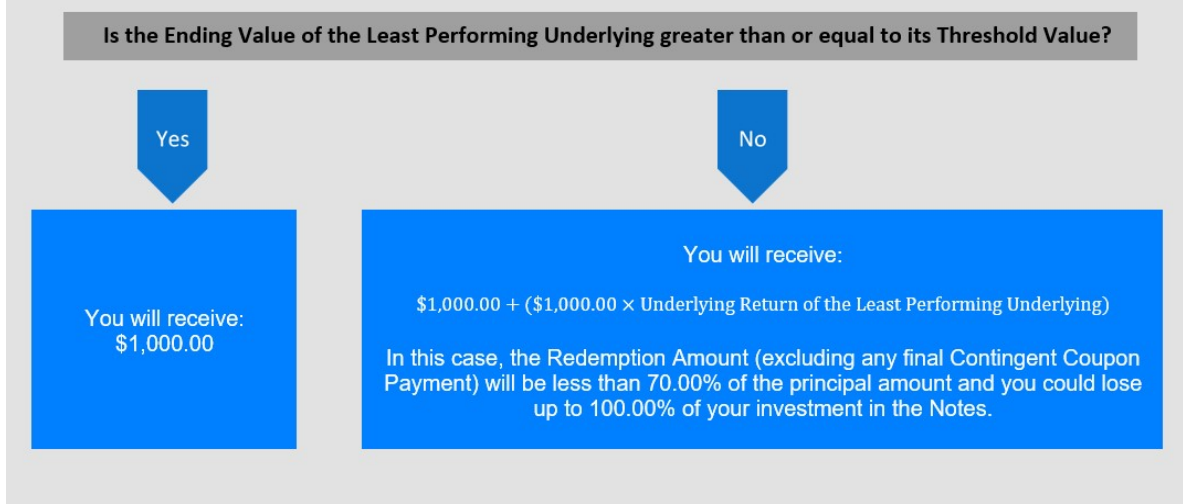 Is the Ending Value of the Least Performing Underlying greater than or equal to its Threshold Value?
Yes
No
You will receive:
$1,000.00
You will receive:
$1,000.00 + ($1,000.00 × Underlying Return of the Least Performing Underlying)
In this case, the Redemption Amount (excluding any final Contingent Coupon
Payment) will be less than 70.00% of the principal amount and you could lose
up to 100.00% of your investment in the Notes.